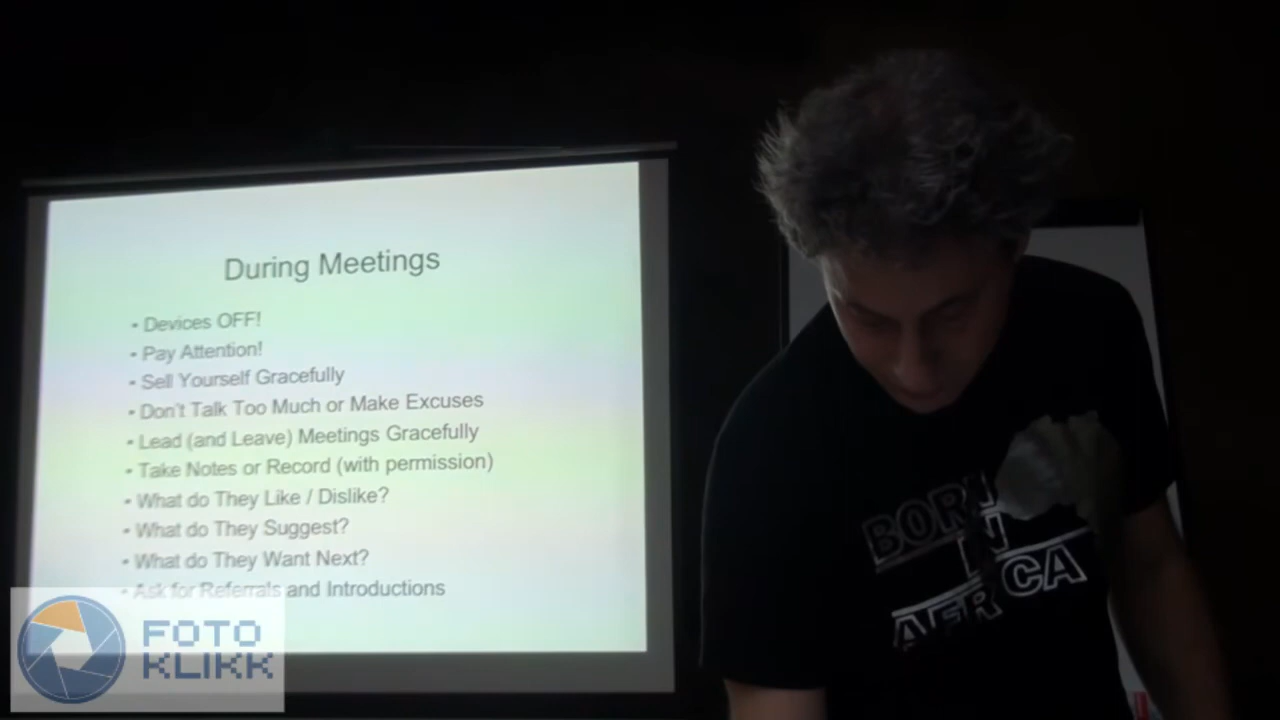 During Meetings
• Devices OFF!
• Pay Attention!
• Sell Yourself Gracefully
• Don't Talk Too Much or Make Excuses
• Lead (and Leave) Meetings Gracefully
• Take Notes or Record (with permission)
• What do They Like / Dislike?
• What do They Suggest?
• What do They Want Next?
• Ask for Referrals and Introductions
BORN
IN
AFRICA
FOTO
KLIKK